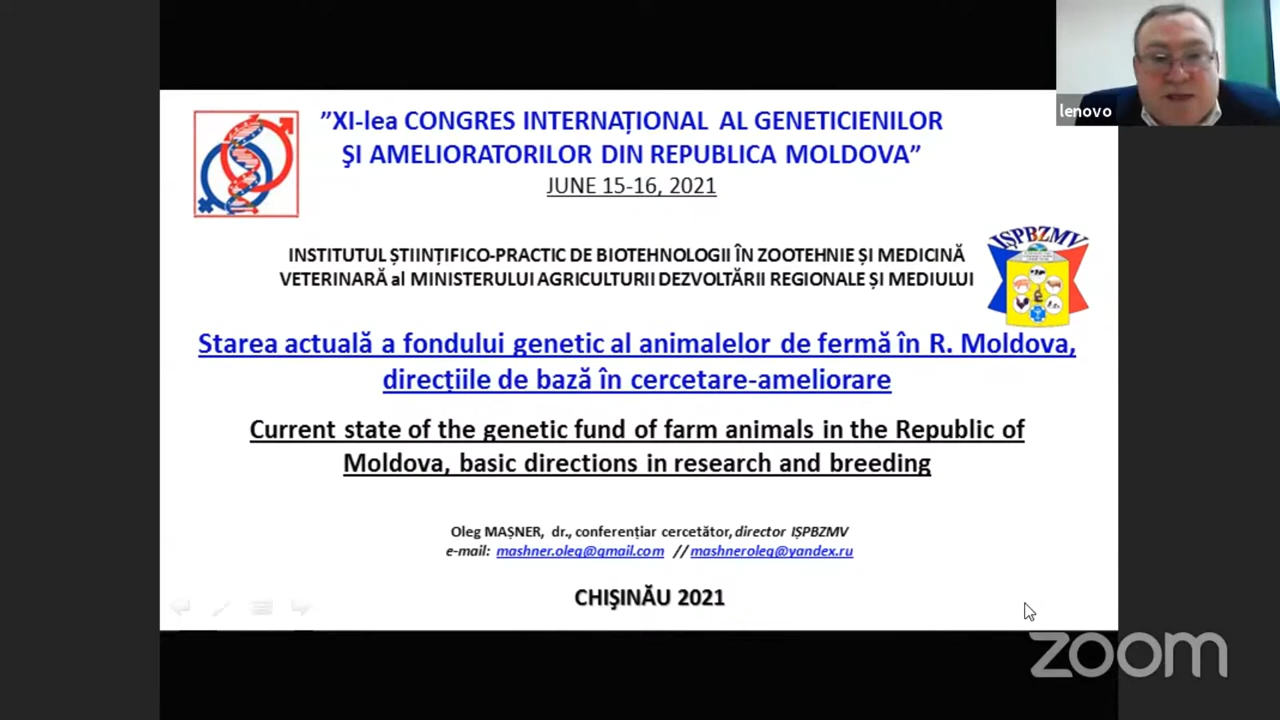 lenovo
”XI-lea CONGRES INTERNAȚIONAL AL GENETICIENILOR
ŞI AMELIORATORILOR DIN REPUBLICA MOLDOVA”
JUNE 15-16, 2021
INSTITUTUL ȘTIINȚIFICO-PRACTIC DE BIOTEHNOLOGII ÎN ZOOTEHNIE ȘI MEDICINĂ
VETERINARĂ al MINISTERULUI AGRICULTURII DEZVOLTĂRII REGIONALE ȘI MEDIULUI
IȘPBZMV
Starea actuală a fondului genetic al animalelor de fermă în R. Moldova,
direcțiile de bază în cercetare-ameliorare
Current state of the genetic fund of farm animals in the Republic of
Moldova, basic directions in research and breeding
Oleg MAȘNER, dr., conferențiar cercetător, director IȘPBZMV
e-mail: mashner.oleg@gmail.com // mashneroleg@yandex.ru
CHIŞINĂU 2021
zoom